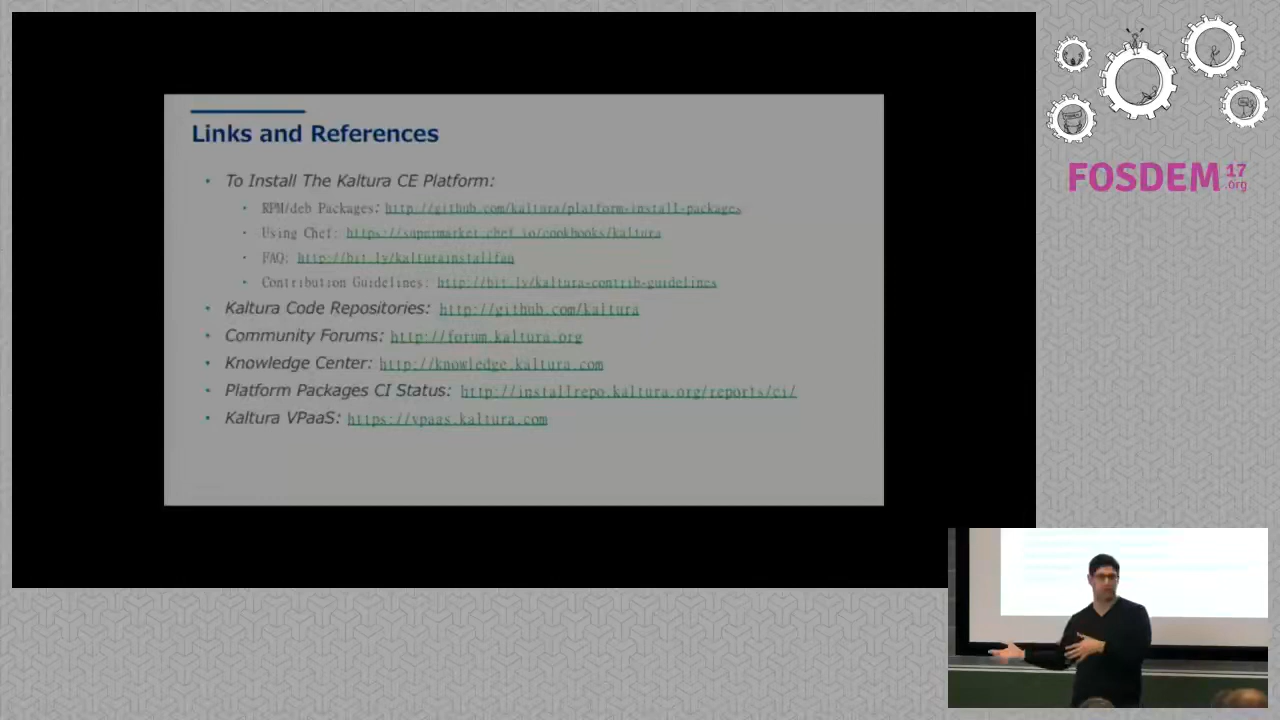 Links and References
• To Install The Kaltura CE Platform:
• RPM/deb Packages: http://github.com/kaltura/platform-install-packages
• Using Chef: https://supermarket.chef.io/cookbooks/kaltura
• FAQ: http://bit.ly/kalturainstallfaq
• Contribution Guidelines: http://bit.ly/kaltura-contrib-guidelines
• Kaltura Code Repositories: http://github.com/kaltura
• Community Forums: http://forum.kaltura.org
• Knowledge Center: http://knowledge.kaltura.com
• Platform Packages CI Status: http://installrepo.kaltura.org/reports/ci/
• Kaltura VPaaS: https://vpaas.kaltura.com
FOSDEM 17 .org